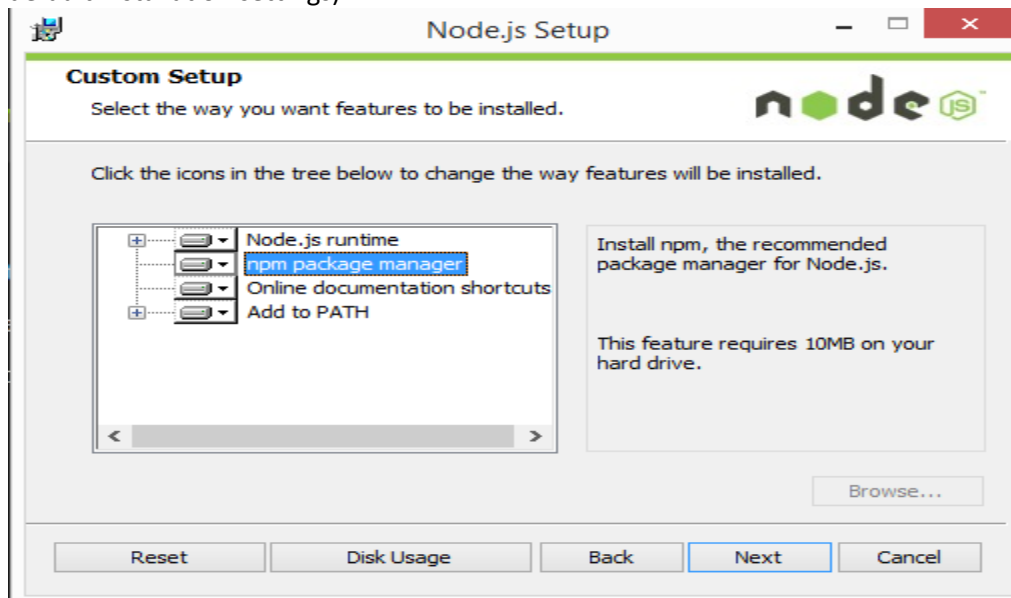 Node.js Setup
Custom Setup
Select the way you want features to be installed.
node JS
Click the icons in the tree below to change the way features will be installed.
Node.js runtime
npm package manager
Online documentation shortcuts
Add to PATH
Install npm, the recommended
package manager for Node.js.
This feature requires 10MB on your
hard drive.
Browse...
Reset
Disk Usage
Back
Next
Cancel